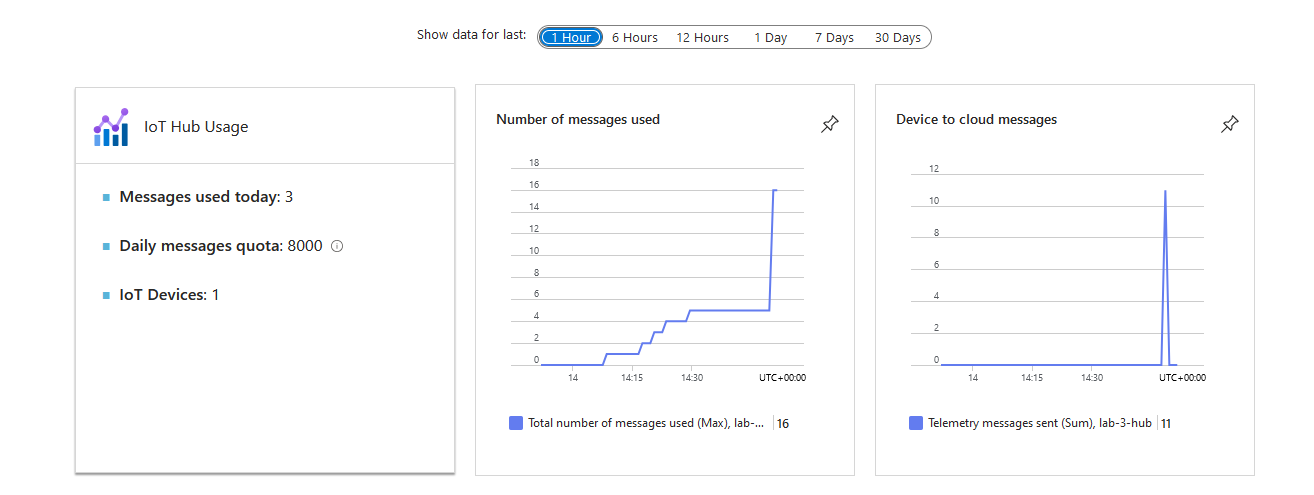 Show data for last: 1 Hour 6 Hours 12 Hours 1 Day 7 Days 30 Days
IoT Hub Usage
Messages used today: 3
Daily messages quota: 8000
IoT Devices: 1
Number of messages used
18
16
14
12
10
8
6
4
2
0
14 14:15 14:30 UTC+00:00
Total number of messages used (Max), lab-... 16
Device to cloud messages
12
10
8
6
4
2
0
14 14:15 14:30 UTC+00:00
Telemetry messages sent (Sum), lab-3-hub 11